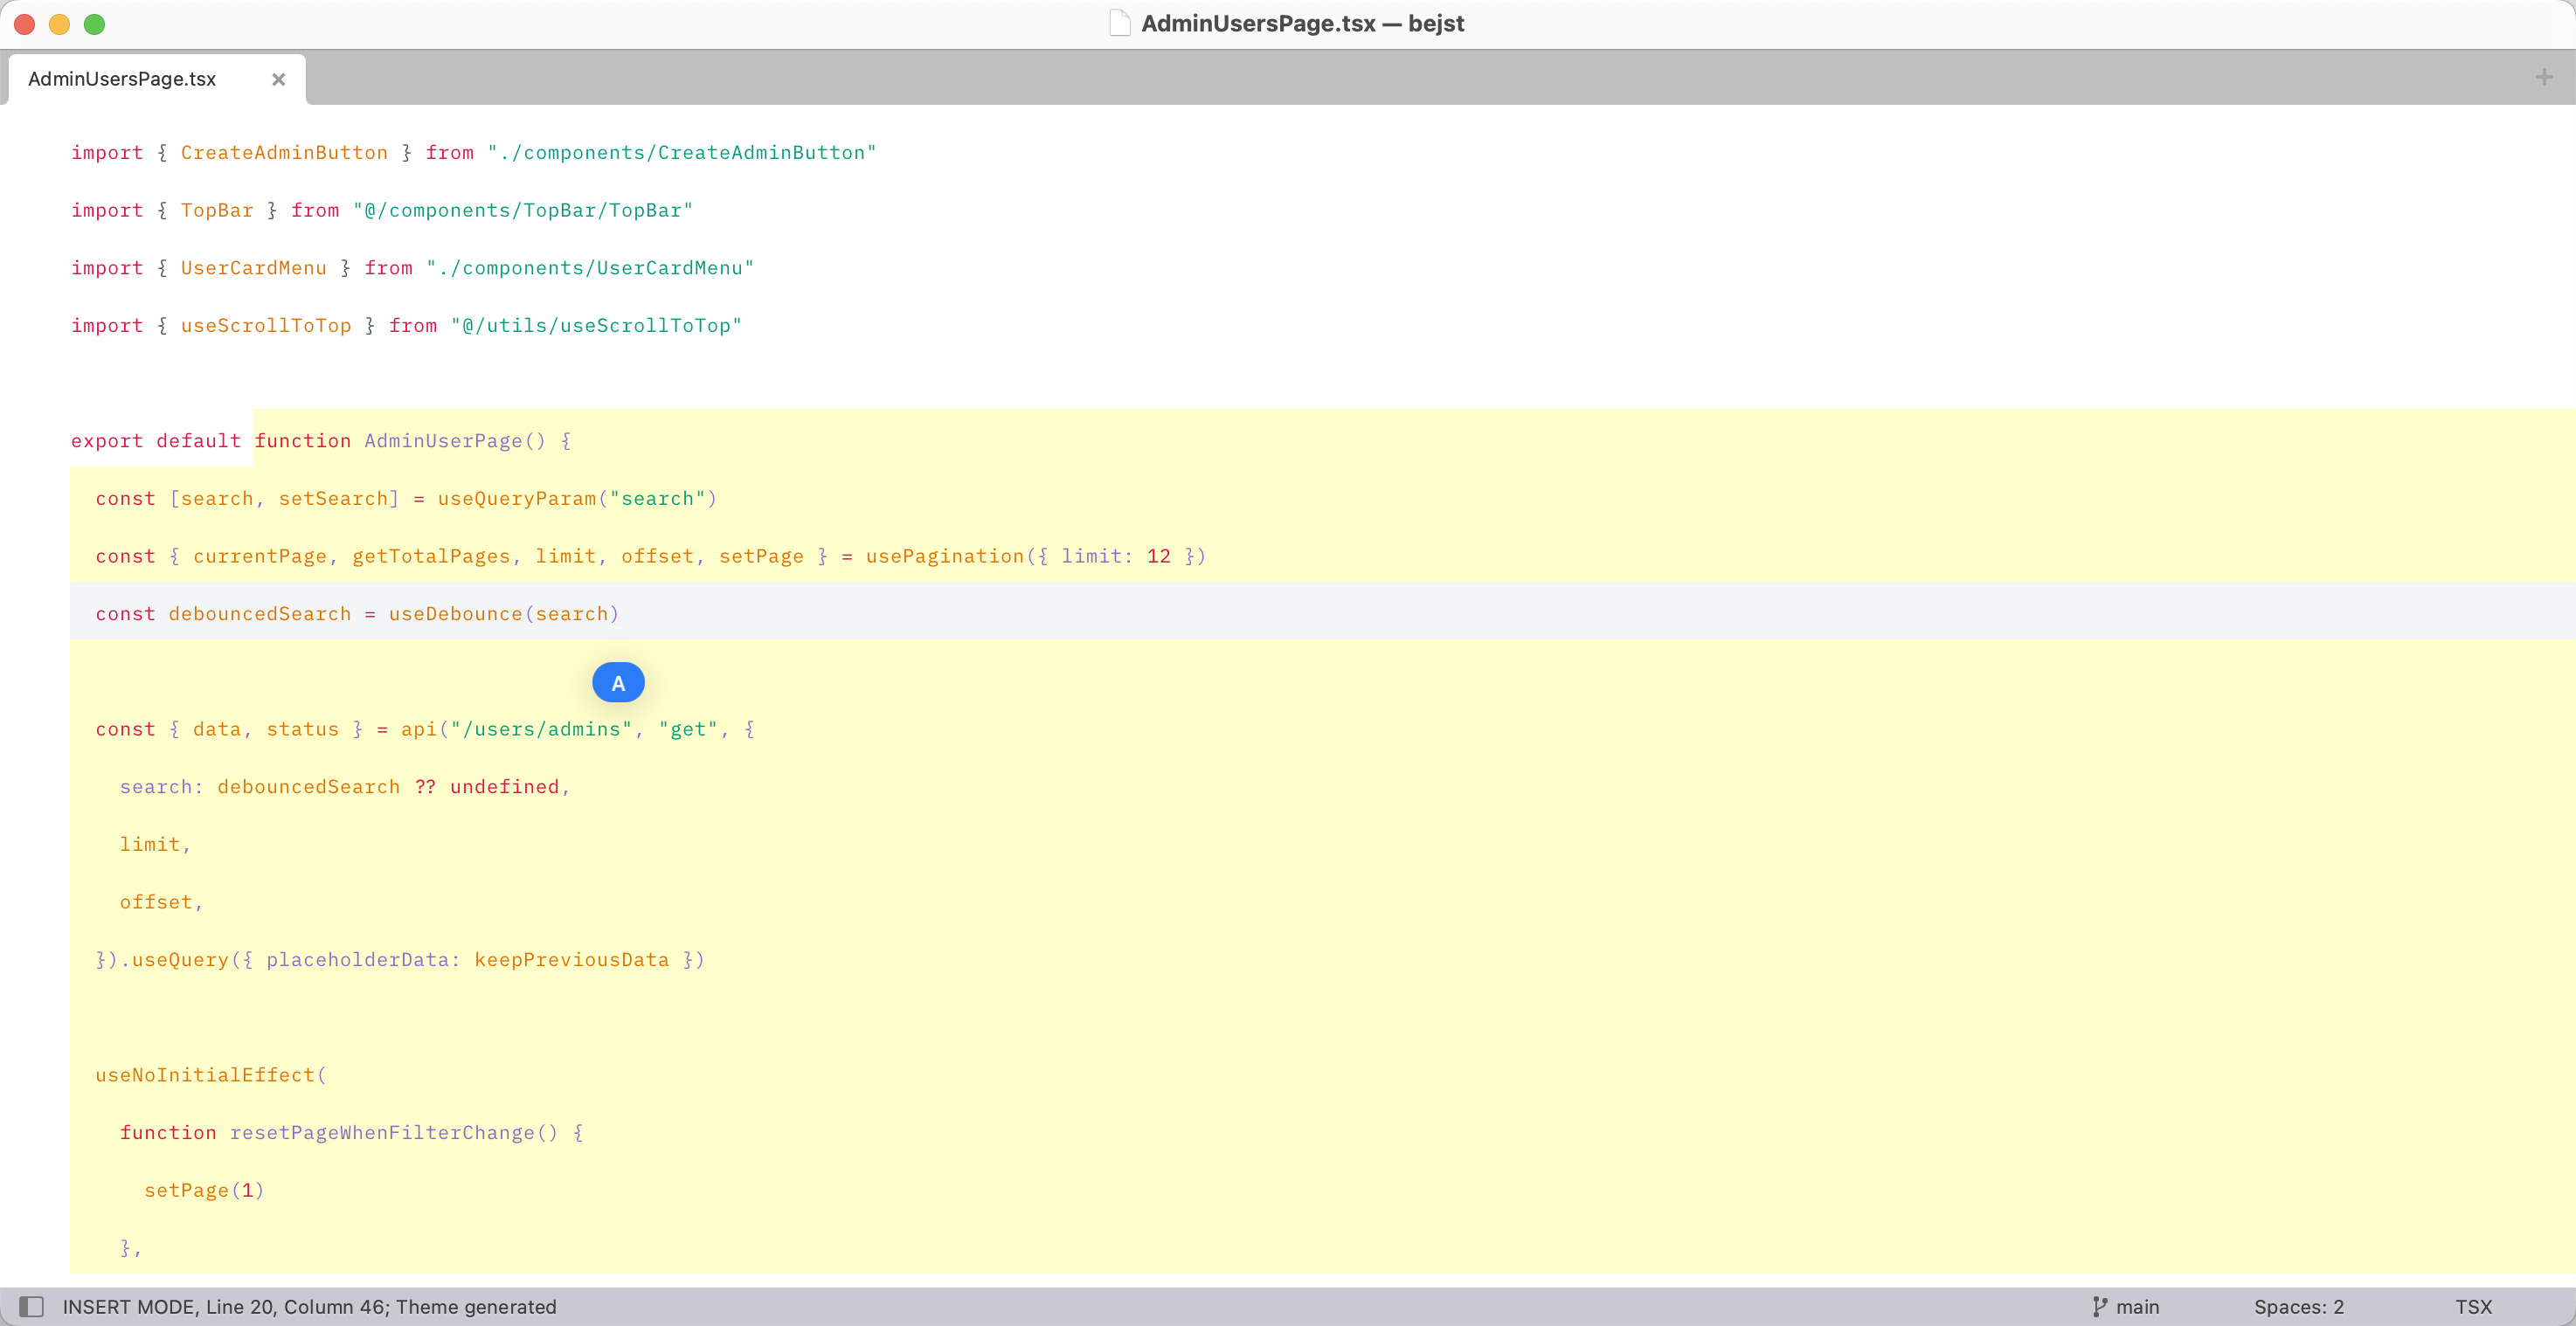 AdminUsersPage.tsx — bejst
AdminUsersPage.tsx
import { CreateAdminButton } from "./components/CreateAdminButton"
import { TopBar } from "@/components/TopBar/TopBar"
import { UserCardMenu } from "./components/UserCardMenu"
import { useScrollToTop } from "@/utils/useScrollToTop"
export default function AdminUserPage() {
const [search, setSearch] = useQueryParam("search")
const { currentPage, getTotalPages, limit, offset, setPage } = usePagination({ limit: 12 })
const debouncedSearch = useDebounce(search)
A
const { data, status } = api("/users/admins", "get", {
search: debouncedSearch ?? undefined,
limit,
offset,
}).useQuery({ placeholderData: keepPreviousData })
useNoInitialEffect(
function resetPageWhenFilterChange() {
setPage(1)
},
INSERT MODE, Line 20, Column 46; Theme generated
main
Spaces: 2
TSX